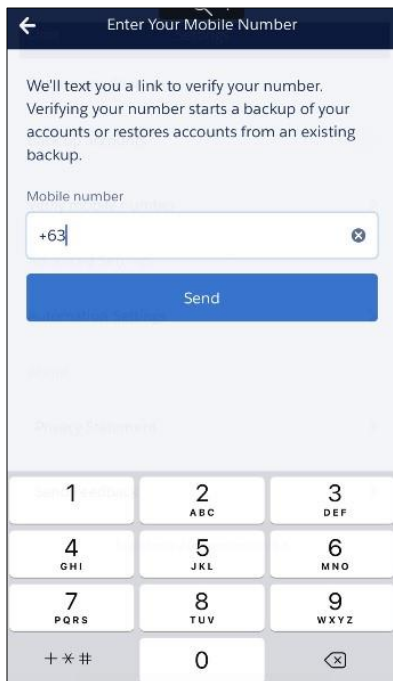 Enter Your Mobile Number
We'll text you a link to verify your number.
Verifying your number starts a backup of your
accounts or restores accounts from an existing
backup.
Mobile number
+63
Send
1
2
ABC
3
DEF
4
GHI
5
JKL
6
MNO
7
PQRS
8
TUV
9
WXYZ
+*#
0